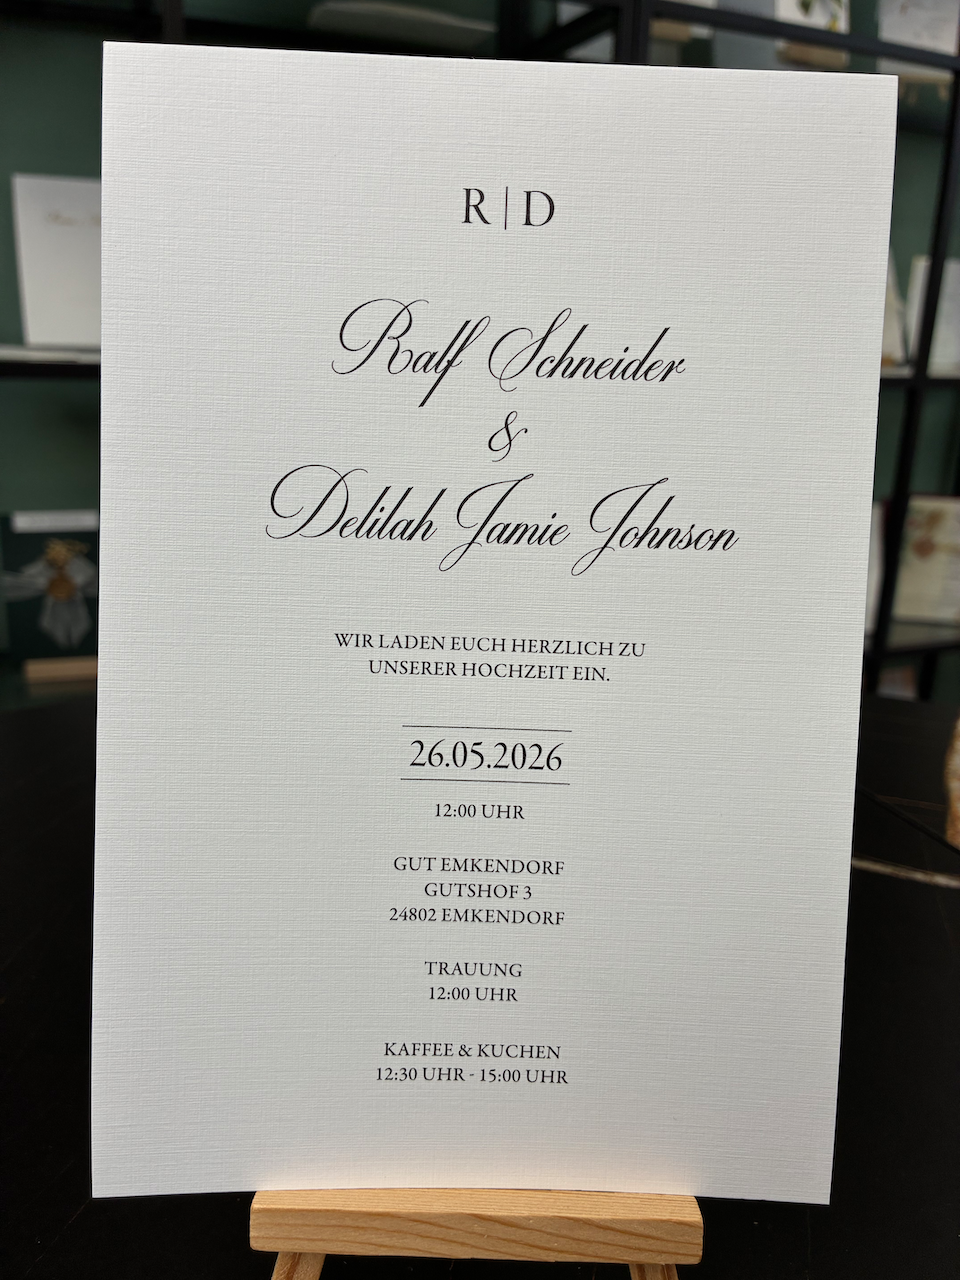 R | D
Ralf Schneider
&
Delilah Jamie Johnson
WIR LADEN EUCH HERZLICH ZU
UNSERER HOCHZEIT EIN.
26.05.2026
12:00 UHR
GUT EMKENDORF
GUTSHOF 3
24802 EMKENDORF
TRAUUNG
12:00 UHR
KAFFEE & KUCHEN
12:30 UHR - 15:00 UHR